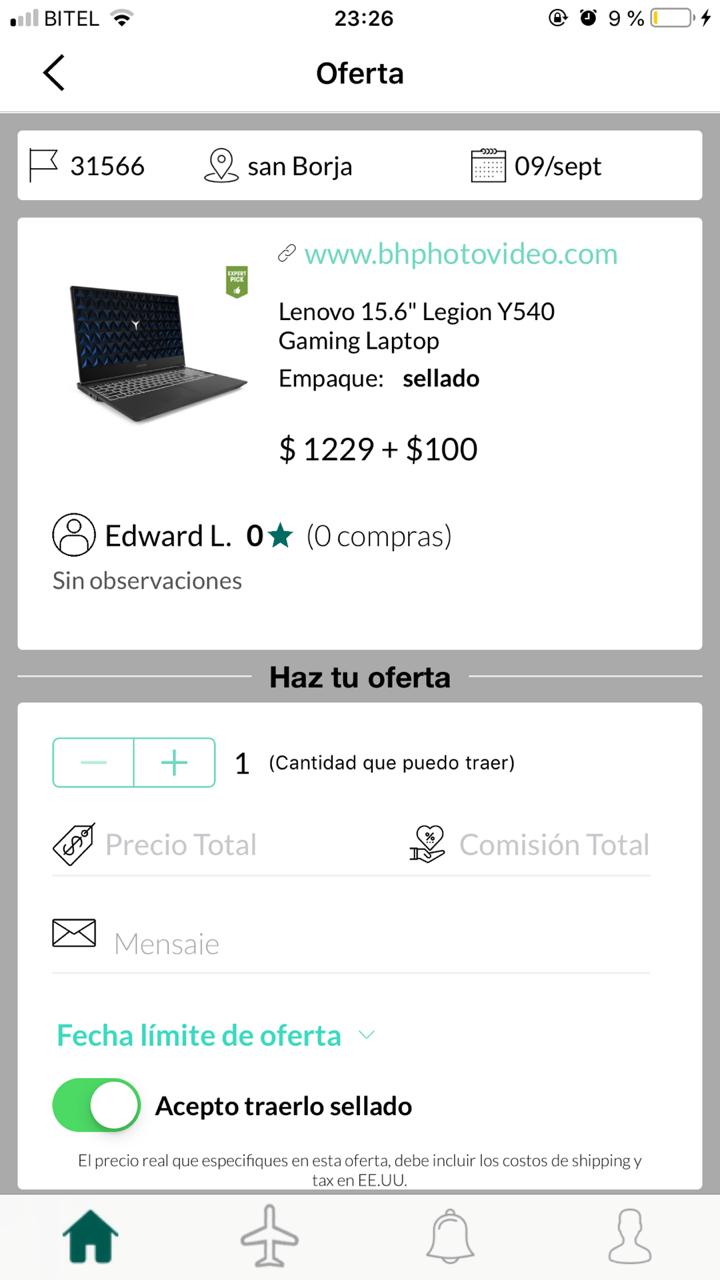 BITEL 23:26 9 %
Oferta
31566 san Borja 09/sept
www.bhphotovideo.com
EXPERT
PICK
Lenovo 15.6" Legion Y540
Gaming Laptop
Empaque: sellado
$ 1229 + $100
Edward L. 0★ (0 compras)
Sin observaciones
Haz tu oferta
− + 1 (Cantidad que puedo traer)
Precio Total Comisión Total
Mensaje
Fecha límite de oferta
Acepto traerlo sellado
El precio real que especifiques en esta oferta, debe incluir los costos de shipping y
tax en EE.UU.